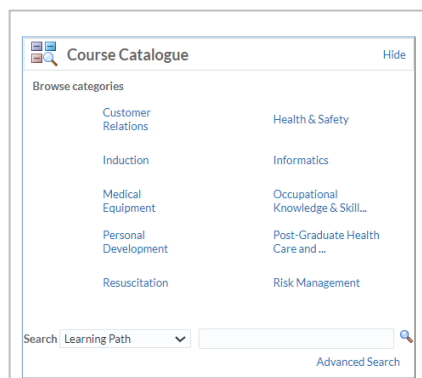 Course Catalogue
Hide
Browse categories
Customer
Relations
Health & Safety
Induction
Informatics
Medical
Equipment
Occupational
Knowledge & Skill...
Personal
Development
Post-Graduate Health
Care and ...
Resuscitation
Risk Management
Search Learning Path
Advanced Search